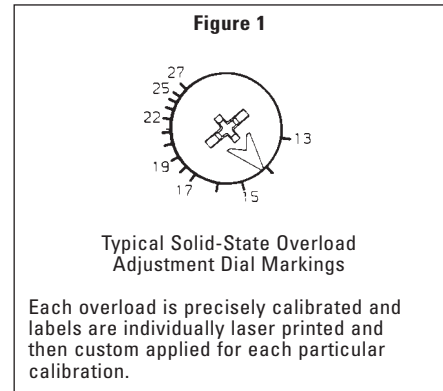 Figure 1
27
25
22
19
17
15
13
Typical Solid-State Overload
Adjustment Dial Markings
Each overload is precisely calibrated and
labels are individually laser printed and
then custom applied for each particular
calibration.